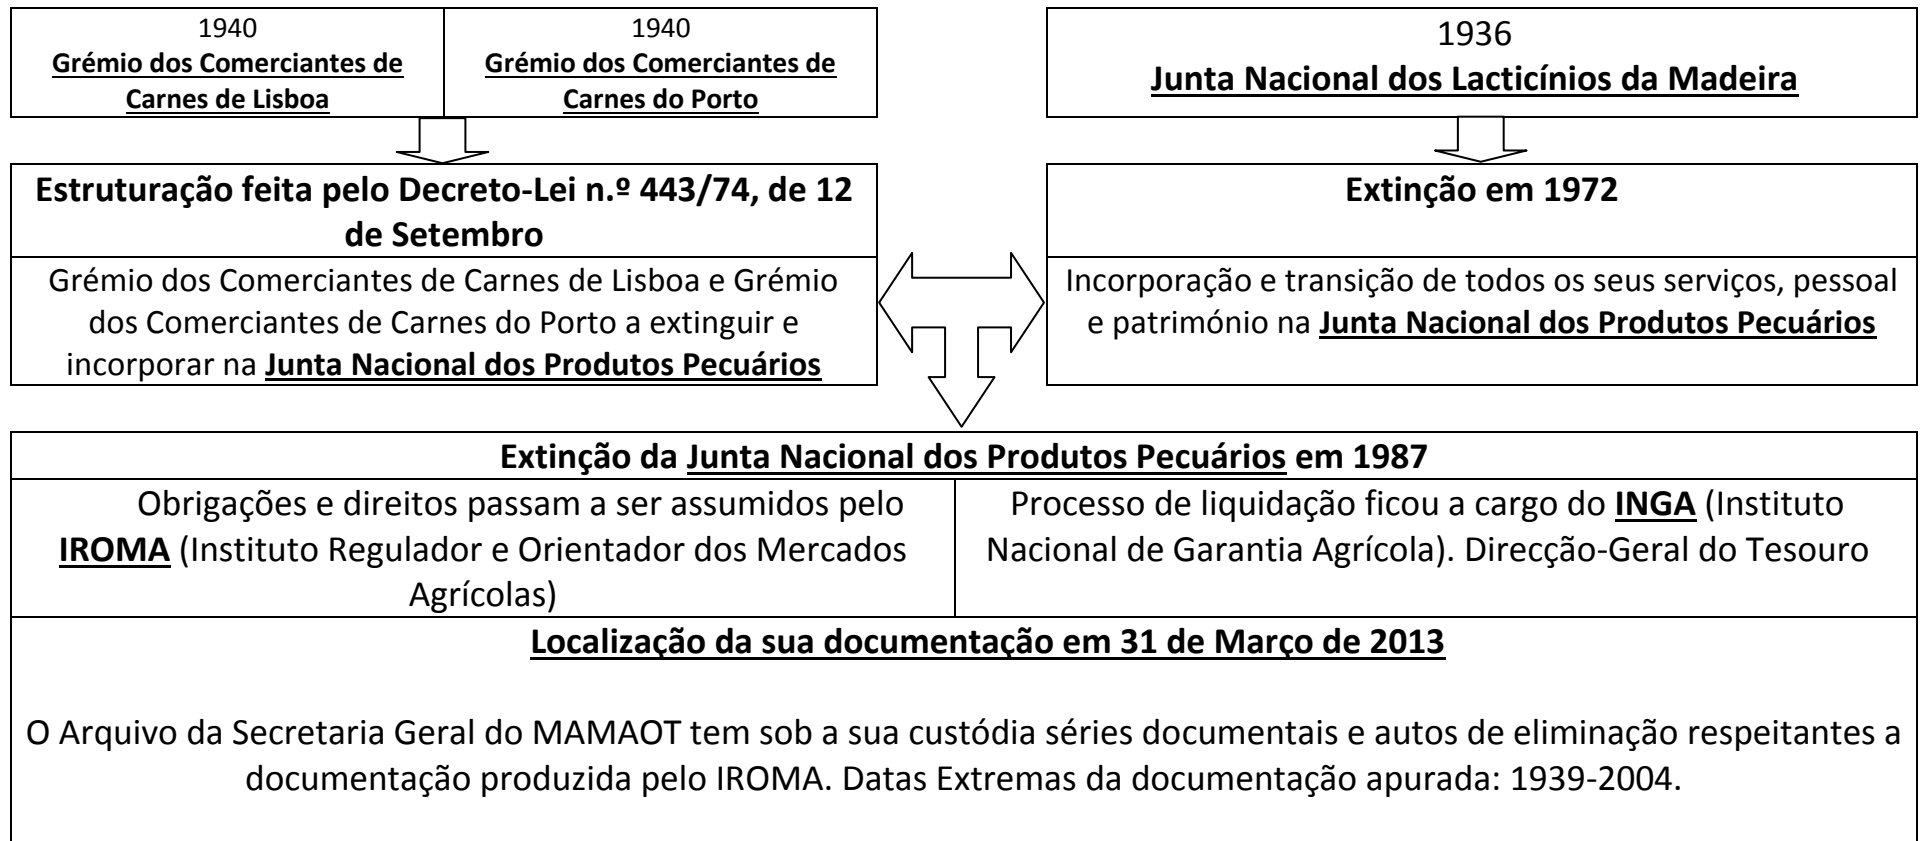 1940
Grémio dos Comerciantes de
Carnes de Lisboa
1940
Grémio dos Comerciantes de
Carnes do Porto
1936
Junta Nacional dos Lacticínios da Madeira
Estruturação feita pelo Decreto-Lei n.º 443/74, de 12
de Setembro
Grémio dos Comerciantes de Carnes de Lisboa e Grémio
dos Comerciantes de Carnes do Porto a extinguir e
incorporar na Junta Nacional dos Produtos Pecuários
Extinção em 1972
Incorporação e transição de todos os seus serviços, pessoal
e património na Junta Nacional dos Produtos Pecuários
Extinção da Junta Nacional dos Produtos Pecuários em 1987
Obrigações e direitos passam a ser assumidos pelo
IROMA (Instituto Regulador e Orientador dos Mercados
Agrícolas)
Processo de liquidação ficou a cargo do INGA (Instituto
Nacional de Garantia Agrícola). Direcção-Geral do Tesouro
Localização da sua documentação em 31 de Março de 2013
O Arquivo da Secretaria Geral do MAMAOT tem sob a sua custódia séries documentais e autos de eliminação respeitantes a
documentação produzida pelo IROMA. Datas Extremas da documentação apurada: 1939-2004.